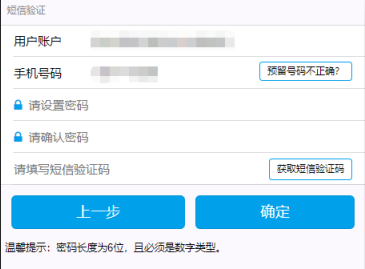 短信验证
用户账户
手机号码 预留号码不正确?
请设置密码
请确认密码
请填写短信验证码 获取短信验证码
上一步 确定
温馨提示：密码长度为6位，且必须是数字类型。